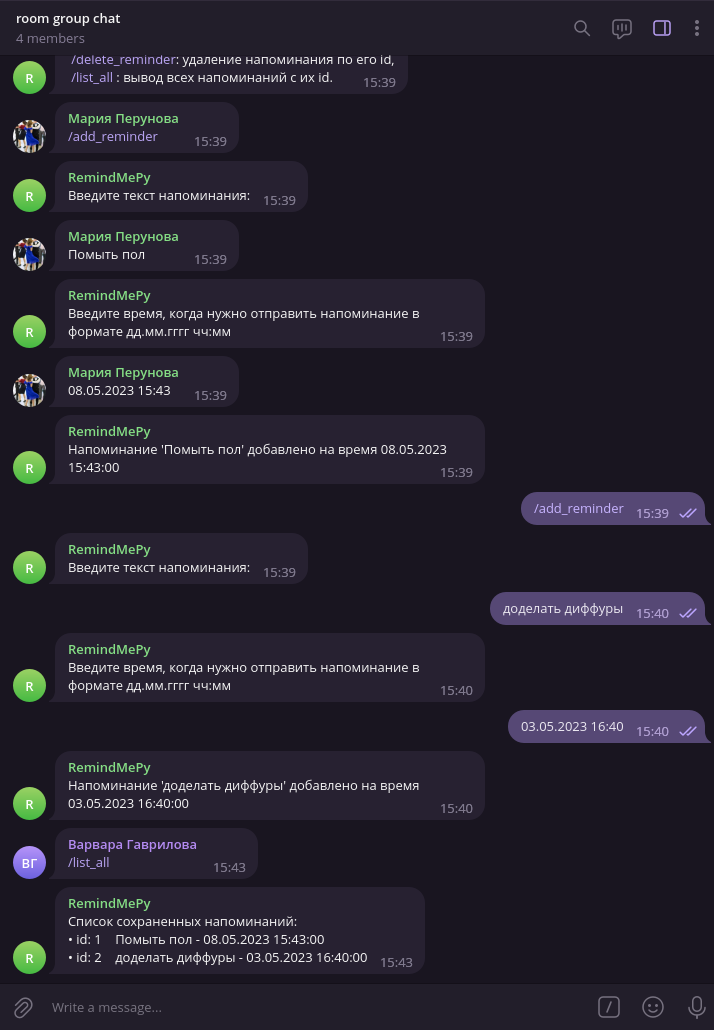 room group chat
4 members
/delete_reminder: удаление напоминания по его id,
/list_all : вывод всех напоминаний с их id.
15:39
R
Мария Перунова
/add_reminder
15:39
RemindMePy
Введите текст напоминания:
15:39
R
Мария Перунова
Помыть пол
15:39
RemindMePy
Введите время, когда нужно отправить напоминание в
формате дд.мм.гггг чч:мм
15:39
R
Мария Перунова
08.05.2023 15:43
15:39
RemindMePy
Напоминание 'Помыть пол' добавлено на время 08.05.2023
15:43:00
15:39
R
/add_reminder
15:39
RemindMePy
Введите текст напоминания:
15:39
R
доделать диффуры
15:40
RemindMePy
Введите время, когда нужно отправить напоминание в
формате дд.мм.гггг чч:мм
15:40
R
03.05.2023 16:40
15:40
RemindMePy
Напоминание 'доделать диффуры' добавлено на время
03.05.2023 16:40:00
15:40
R
Варвара Гаврилова
/list_all
15:43
ВГ
RemindMePy
Список сохраненных напоминаний:
• id: 1 Помыть пол - 08.05.2023 15:43:00
• id: 2 доделать диффуры - 03.05.2023 16:40:00
15:43
R
Write a message...